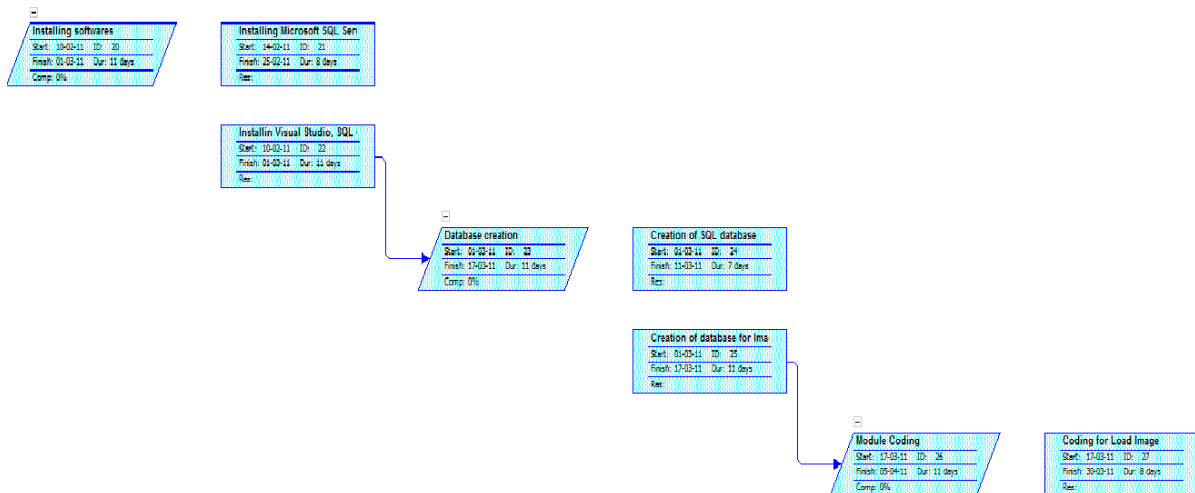 Installing softwares
Start: 10-02-11 ID: 20
Finish: 01-03-11 Dur: 11 days
Comp: 0%
Installing Microsoft SQL Ser
Start: 14-02-11 ID: 21
Finish: 25-02-11 Dur: 8 days
Res:
Installin Visual Studio, SQL
Start: 10-02-11 ID: 22
Finish: 01-03-11 Dur: 11 days
Res:
Database creation
Start: 01-03-11 ID: 23
Finish: 17-03-11 Dur: 11 days
Comp: 0%
Creation of SQL database
Start: 01-03-11 ID: 24
Finish: 11-03-11 Dur: 7 days
Res:
Creation of database for Ima
Start: 01-03-11 ID: 25
Finish: 17-03-11 Dur: 11 days
Res:
Module Coding
Start: 17-03-11 ID: 26
Finish: 05-04-11 Dur: 11 days
Comp: 0%
Coding for Load Image
Start: 17-03-11 ID: 27
Finish: 30-03-11 Dur: 8 days
Res: